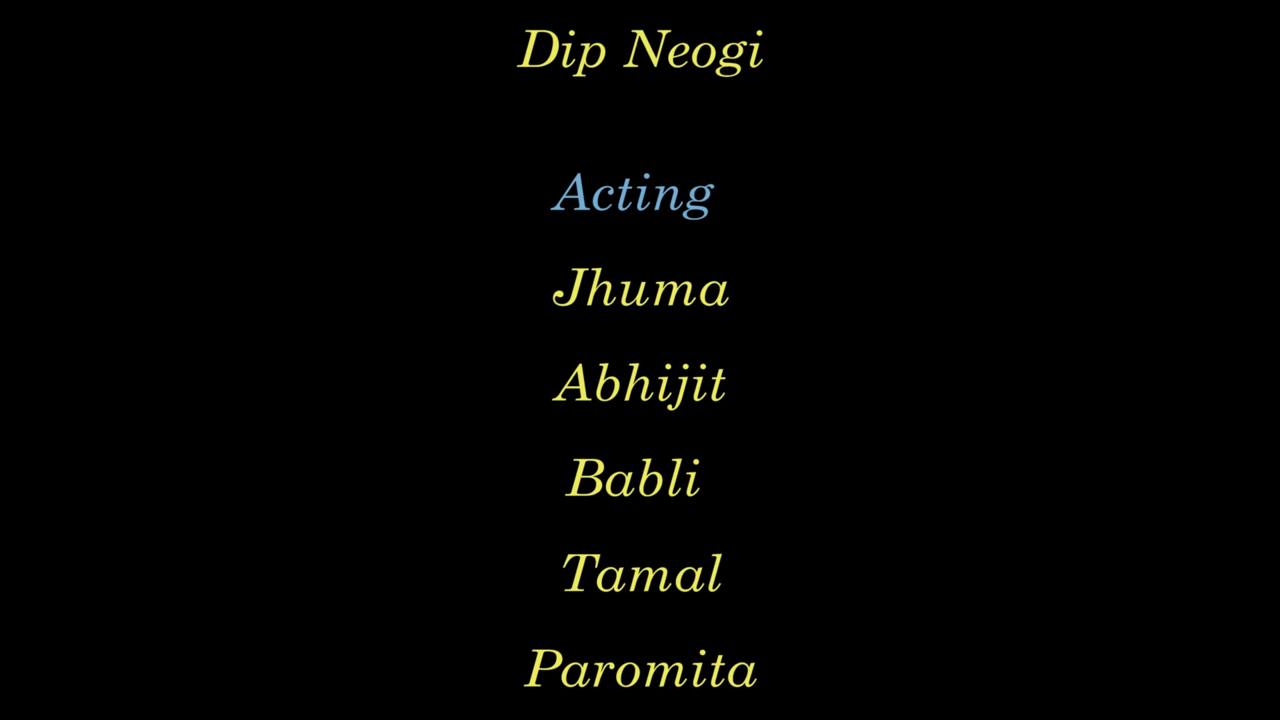 Dip Neogi
Acting
Jhuma
Abhijit
Babli
Tamal
Paromita